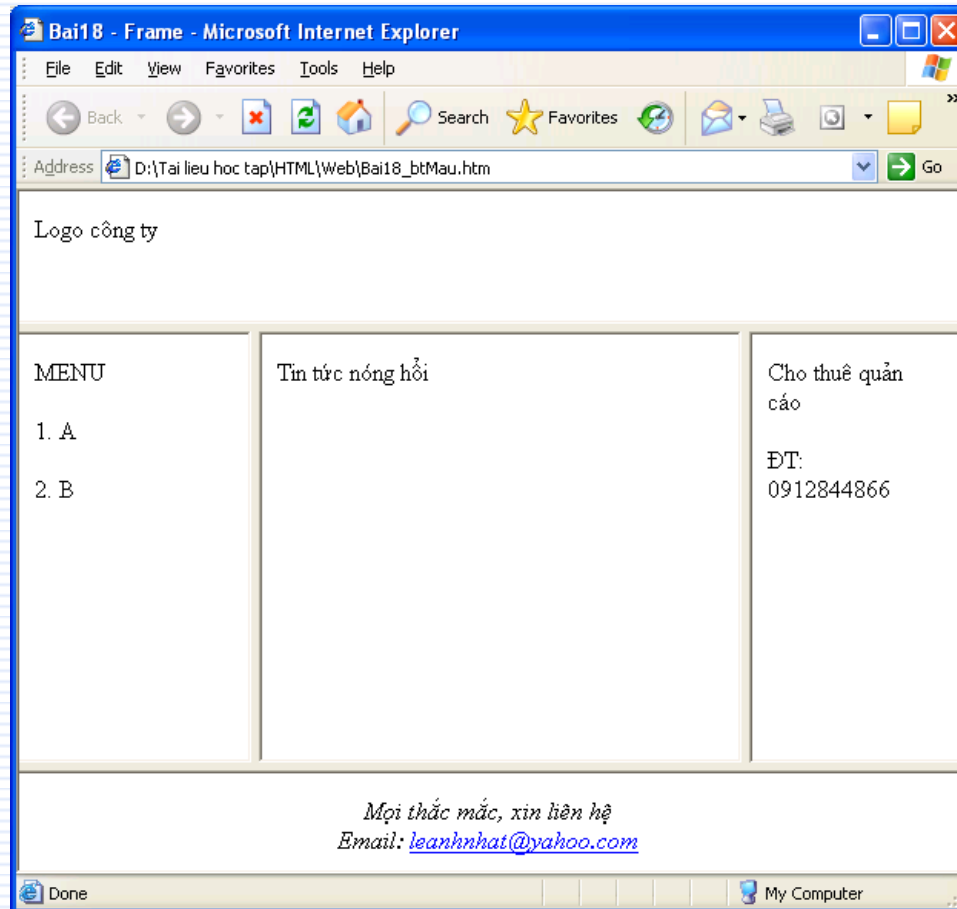 Bai18 - Frame - Microsoft Internet Explorer
File Edit View Favorites Tools Help
Back Search Favorites
Address D:\Tai lieu hoc tap\HTML\Web\Bai18_btMau.htm Go
Logo công ty
MENU
1. A
2. B
Tin tức nóng hổi
Cho thuê quản
cáo
ĐT:
0912844866
Mọi thắc mắc, xin liên hệ
Email: leanhnhat@yahoo.com
Done My Computer